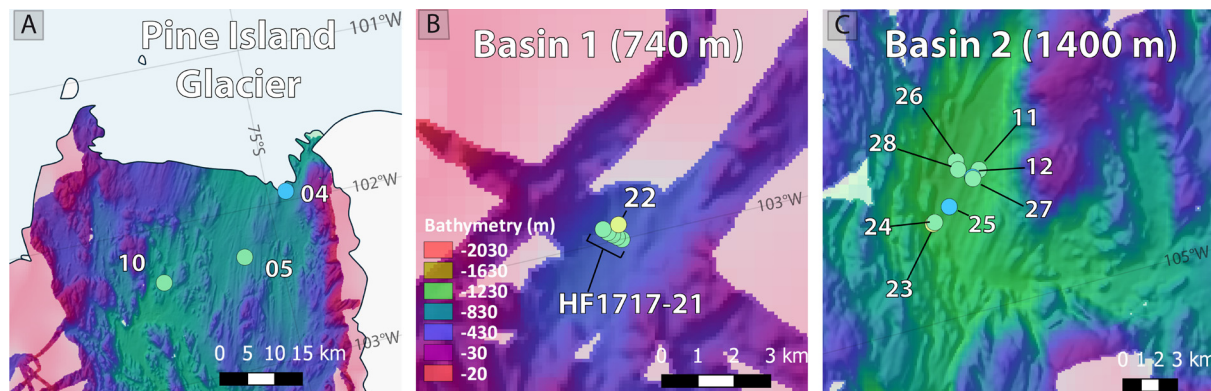 A
Pine Island
Glacier
101°W
75°S
102°W
04
05
10
103°W
0 5 10 15 km
B
Basin 1 (740 m)
103°W
22
HF1717-21
Bathymetry (m)
-2030
-1630
-1230
-830
-430
-30
-20
0 1 2 3 km
C
Basin 2 (1400 m)
26
11
28
12
27
24
25
23
105°W
0 1 2 3 km